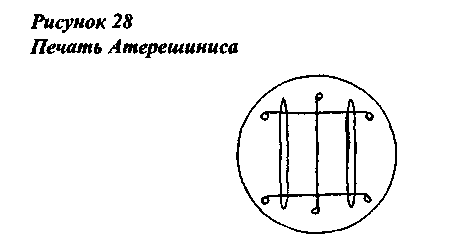 Рисунок 28
Печать Атерешиниса